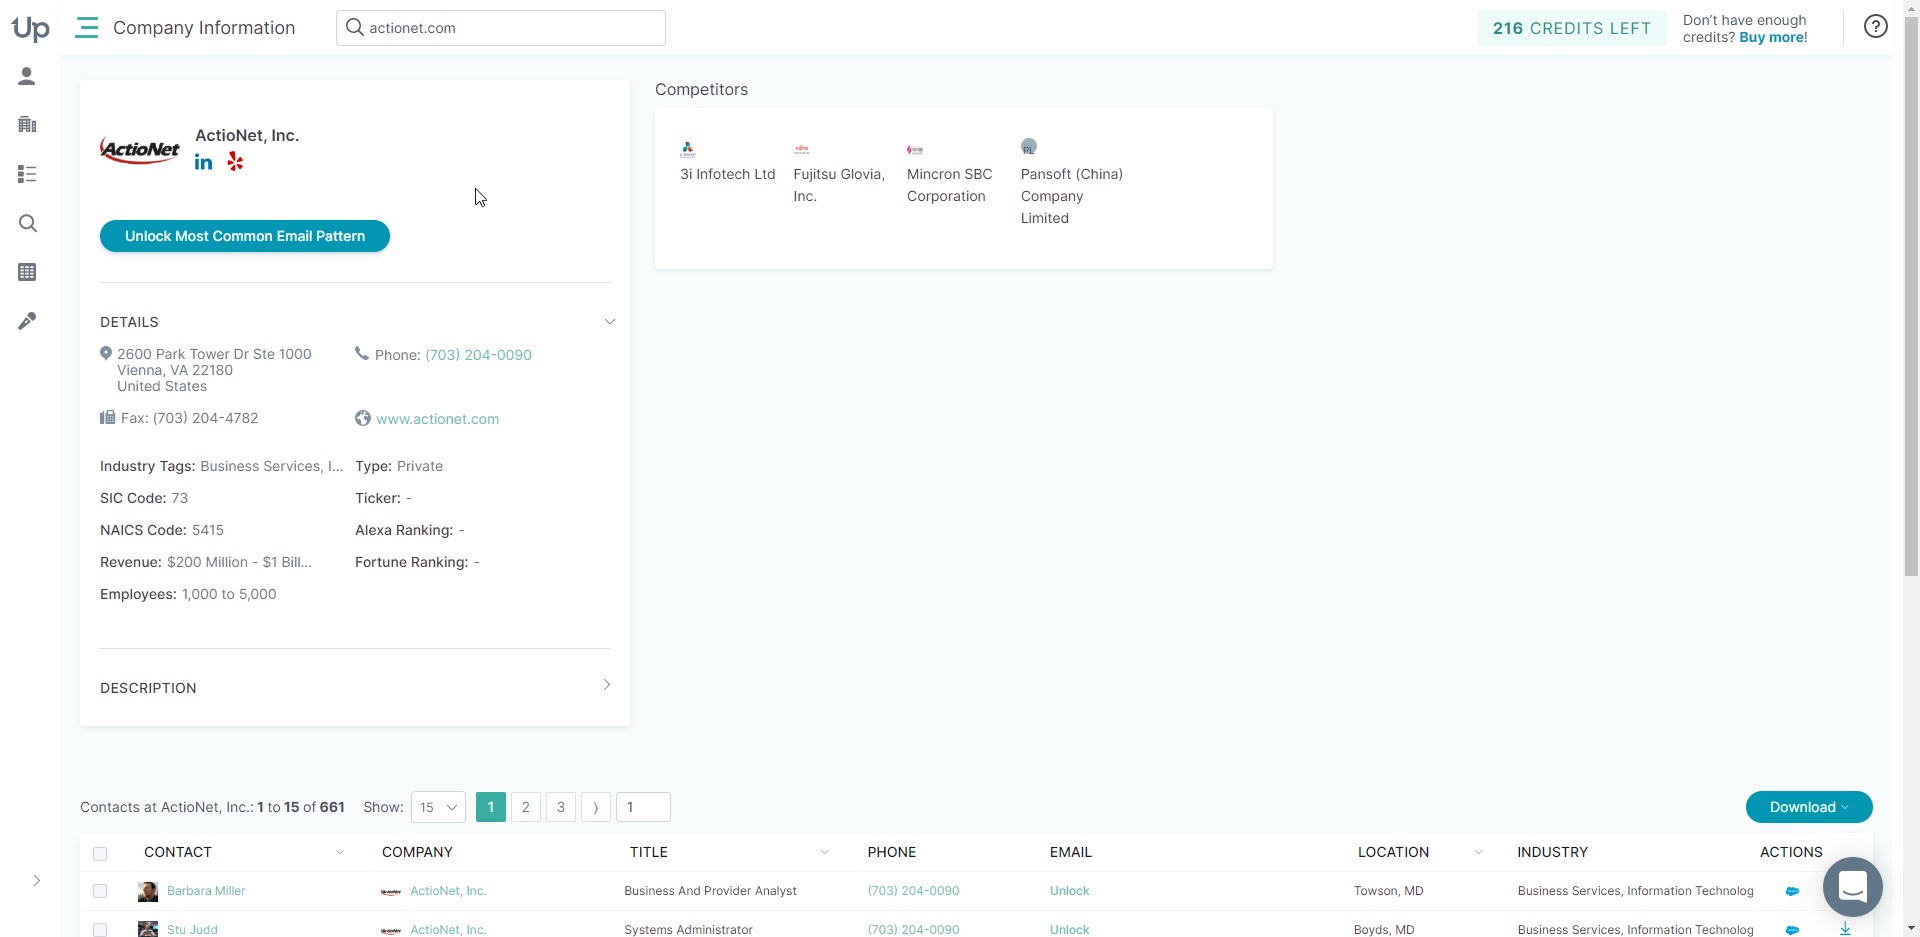 Up
Company Information
actionet.com
216 CREDITS LEFT
Don't have enough
credits? Buy more!
ActioNet
ActioNet, Inc.
in
Unlock Most Common Email Pattern
DETAILS
2600 Park Tower Dr Ste 1000
Vienna, VA 22180
United States
Phone: (703) 204-0090
Fax: (703) 204-4782
www.actionet.com
Industry Tags: Business Services, I...
Type: Private
SIC Code: 73
Ticker: -
NAICS Code: 5415
Alexa Ranking: -
Revenue: $200 Million - $1 Bill...
Fortune Ranking: -
Employees: 1,000 to 5,000
DESCRIPTION
Competitors
3i Infotech Ltd
Fujitsu Glovia,
Inc.
Mincron SBC
Corporation
PL
Pansoft (China)
Company
Limited
Contacts at ActioNet, Inc.: 1 to 15 of 661
Show: 15
1 2 3 ⟩ 1
Download
CONTACT COMPANY TITLE PHONE EMAIL LOCATION INDUSTRY ACTIONS
Barbara Miller ActioNet, Inc. Business And Provider Analyst (703) 204-0090 Unlock Towson, MD Business Services, Information Technolog
Stu Judd ActioNet, Inc. Systems Administrator (703) 204-0090 Unlock Boyds, MD Business Services, Information Technolog